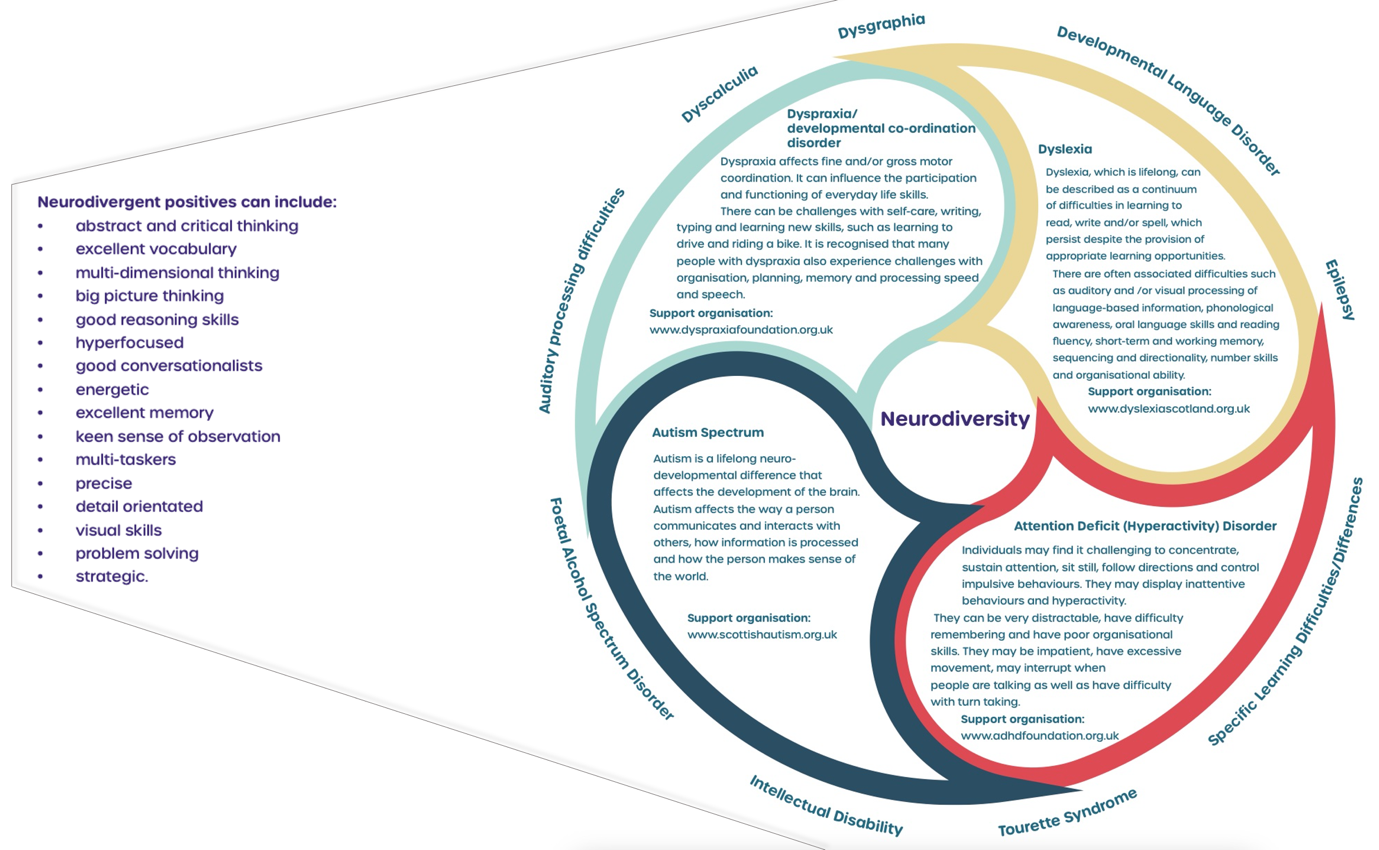 Neurodivergent positives can include:
• abstract and critical thinking
• excellent vocabulary
• multi-dimensional thinking
• big picture thinking
• good reasoning skills
• hyperfocused
• good conversationalists
• energetic
• excellent memory
• keen sense of observation
• multi-taskers
• precise
• detail orientated
• visual skills
• problem solving
• strategic.
Dysgraphia
Developmental Language Disorder
Epilepsy
Specific Learning Difficulties/Differences
Tourette Syndrome
Intellectual Disability
Foetal Alcohol Spectrum Disorder
Auditory processing difficulties
Dyscalculia
Dyspraxia/
developmental co-ordination
disorder
Dyspraxia affects fine and/or gross motor
coordination. It can influence the participation
and functioning of everyday life skills.
There can be challenges with self-care, writing,
typing and learning new skills, such as learning to
drive and riding a bike. It is recognised that many
people with dyspraxia also experience challenges with
organisation, planning, memory and processing speed
and speech.
Support organisation:
www.dyspraxiafoundation.org.uk
Dyslexia
Dyslexia, which is lifelong, can
be described as a continuum
of difficulties in learning to
read, write and/or spell, which
persist despite the provision of
appropriate learning opportunities.
There are often associated difficulties such
as auditory and /or visual processing of
language-based information, phonological
awareness, oral language skills and reading
fluency, short-term and working memory,
sequencing and directionality, number skills
and organisational ability.
Support organisation:
www.dyslexiascotland.org.uk
Neurodiversity
Autism Spectrum
Autism is a lifelong neuro-
developmental difference that
affects the development of the brain.
Autism affects the way a person
communicates and interacts with
others, how information is processed
and how the person makes sense of
the world.
Support organisation:
www.scottishautism.org.uk
Attention Deficit (Hyperactivity) Disorder
Individuals may find it challenging to concentrate,
sustain attention, sit still, follow directions and control
impulsive behaviours. They may display inattentive
behaviours and hyperactivity.
They can be very distractable, have difficulty
remembering and have poor organisational
skills. They may be impatient, have excessive
movement, may interrupt when
people are talking as well as have difficulty
with turn taking.
Support organisation:
www.adhdfoundation.org.uk